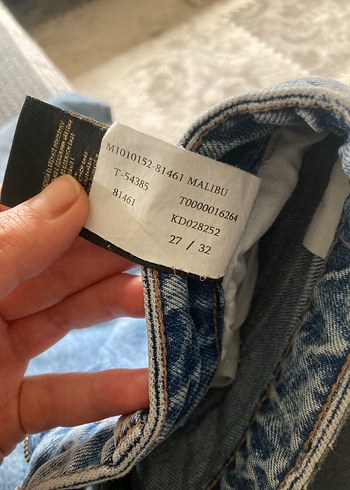 M1010152-81461 MALIBU
T-54385 T0000016264
81461 KD028252
27 / 32